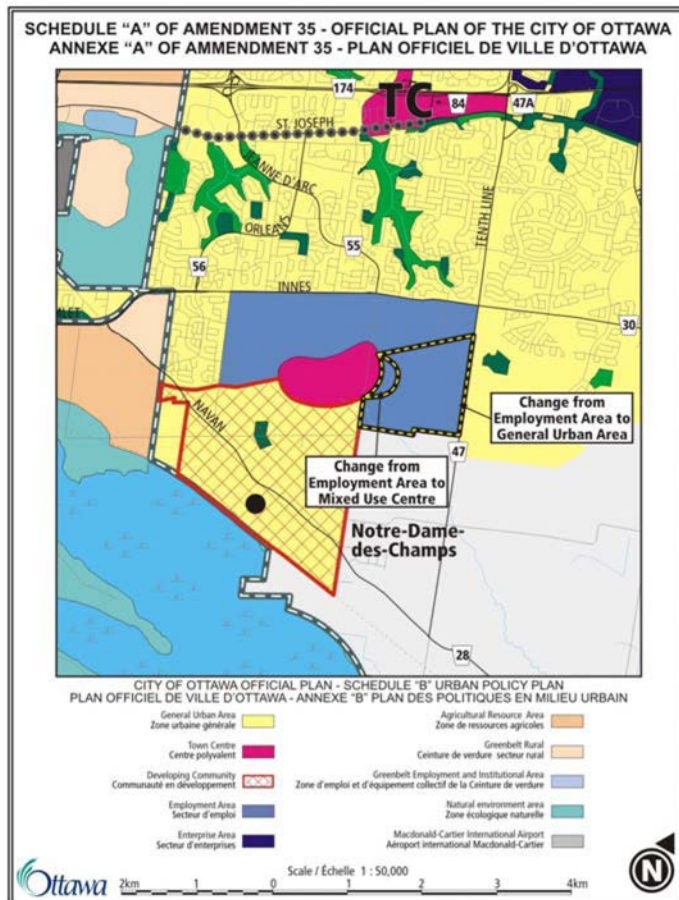 SCHEDULE “A” OF AMENDMENT 35 - OFFICIAL PLAN OF THE CITY OF OTTAWA
ANNEXE “A” OF AMMENDMENT 35 - PLAN OFFICIEL DE VILLE D’OTTAWA
174
TC
84
47A
ST. JOSEPH
JEANNE D’ARC
ORLEANS
TENTH LINE
55
56
INNES
30
NAVAN
Change from
Employment Area to
General Urban Area
47
Change from
Employment Area to
Mixed Use Centre
Notre-Dame-
des-Champs
28
CITY OF OTTAWA OFFICIAL PLAN - SCHEDULE “B” URBAN POLICY PLAN
PLAN OFFICIEL DE VILLE D’OTTAWA - ANNEXE “B” PLAN DES POLITIQUES EN MILIEU URBAIN
General Urban Area
Zone urbaine générale
Town Centre
Centre polyvalent
Developing Community
Communauté en développement
Employment Area
Secteur d’emploi
Enterprise Area
Secteur d’entreprises
Agricultural Resource Area
Zone de ressources agricoles
Greenbelt Rural
Ceinture de verdure secteur rural
Greenbelt Employment and Institutional Area
Zone d’emploi et d’équipement collectif de la Ceinture de verdure
Natural environment area
Zone écologique naturelle
Macdonald-Cartier International Airport
Aéroport international Macdonald-Cartier
Ottawa
Scale / Échelle 1 : 50,000
2km 1 0 1 2 3 4km
N